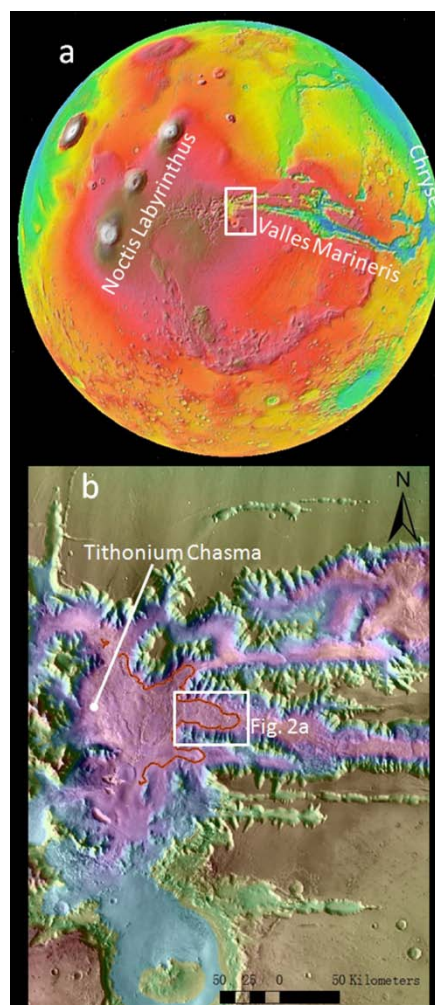 a
Noctis Labyrinthus
Valles Marineris
Chryse
b
N
Tithonium Chasma
Fig. 2a
50 25 0 50 Kilometers